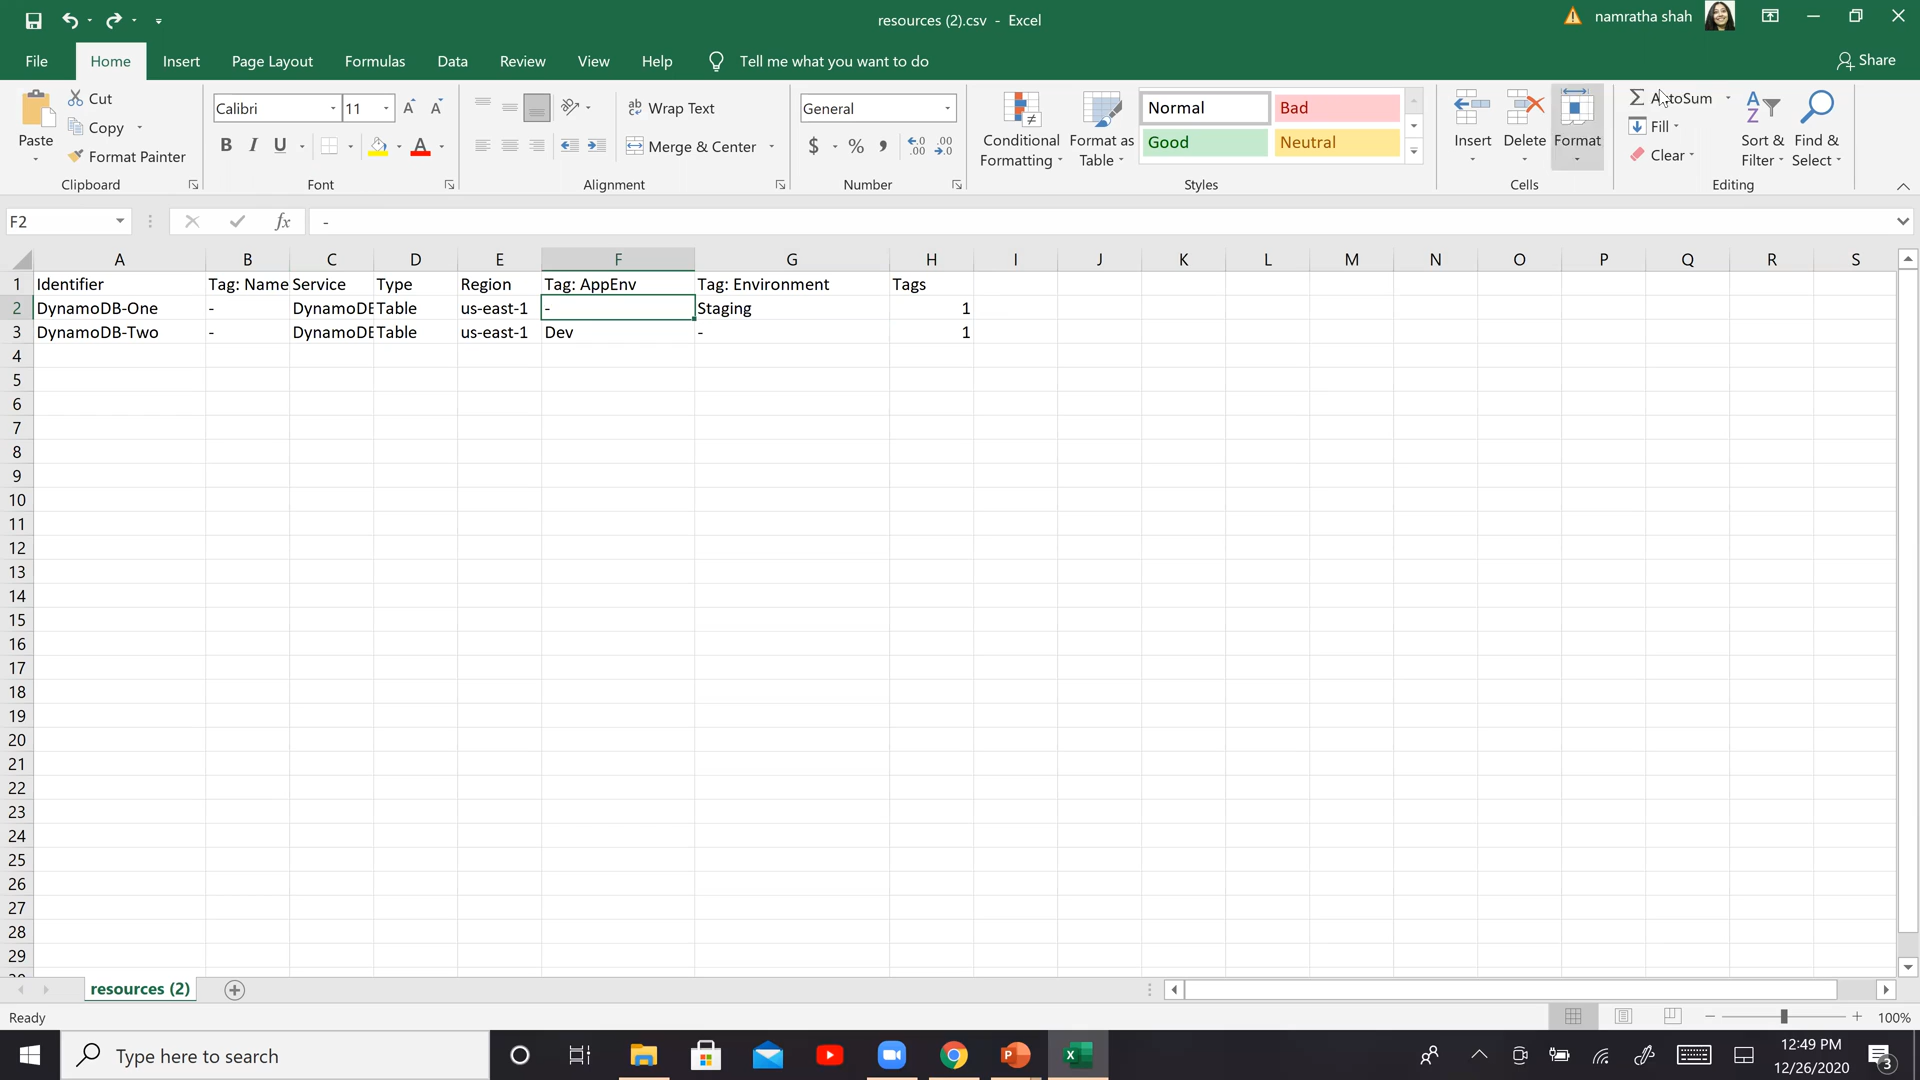 resources (2).csv - Excel
namratha shah
File Home Insert Page Layout Formulas Data Review View Help Tell me what you want to do
Share
Paste
Cut
Copy
Format Painter
Clipboard
Calibri 11
B I U
Font
Wrap Text
Merge & Center
Alignment
General
$ % ,
Number
Conditional Formatting
Format as Table
Normal Bad
Good Neutral
Styles
Insert Delete Format
Cells
AutoSum
Fill
Clear
Sort & Filter
Find & Select
Editing
F2 fx -
A B C D E F G H I J K L M N O P Q R S
1 Identifier Tag: Name Service Type Region Tag: AppEnv Tag: Environment Tags
2 DynamoDB-One - DynamoDB Table us-east-1 - Staging 1
3 DynamoDB-Two - DynamoDB Table us-east-1 Dev - 1
4
5
6
7
8
9
10
11
12
13
14
15
16
17
18
19
20
21
22
23
24
25
26
27
28
29
resources (2)
Ready
100%
Type here to search
12:49 PM
12/26/2020
3